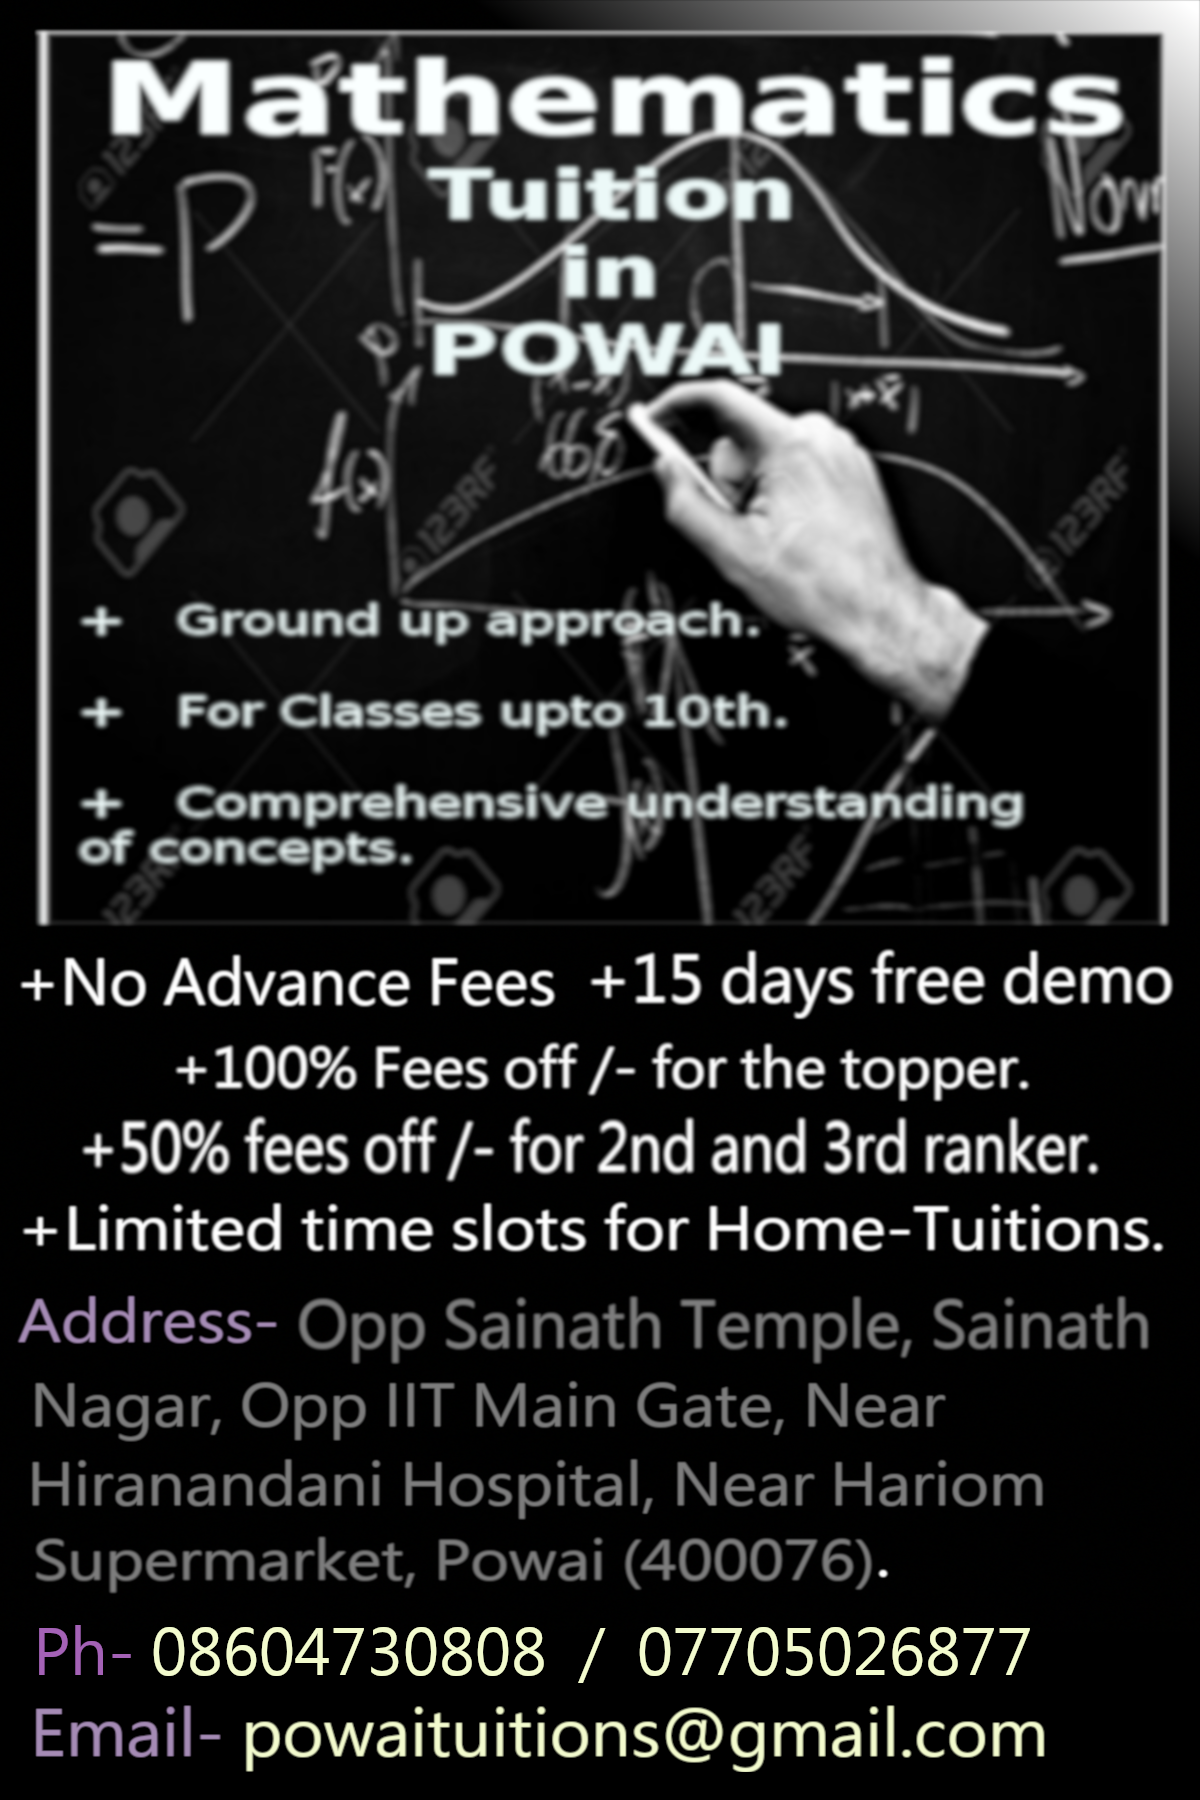 Mathematics
Tuition
in
POWAI
= P
F(x)
f(x)
123RF
+ Ground up approach.
+ For Classes upto 10th.
+ Comprehensive understanding
of concepts.
+No Advance Fees +15 days free demo
+100% Fees off /- for the topper.
+50% fees off /- for 2nd and 3rd ranker.
+Limited time slots for Home-Tuitions.
Address- Opp Sainath Temple, Sainath
Nagar, Opp IIT Main Gate, Near
Hiranandani Hospital, Near Hariom
Supermarket, Powai (400076).
Ph- 08604730808 / 07705026877
Email- powaituitions@gmail.com